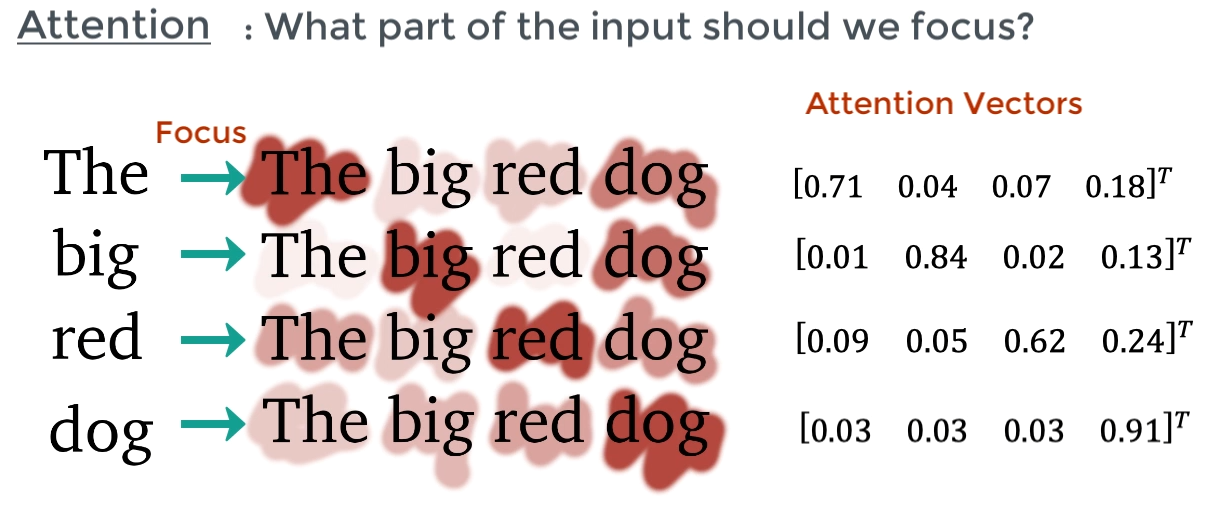 Attention : What part of the input should we focus?
Attention Vectors
Focus
The → The big red dog [0.71 0.04 0.07 0.18]ᵀ
big → The big red dog [0.01 0.84 0.02 0.13]ᵀ
red → The big red dog [0.09 0.05 0.62 0.24]ᵀ
dog → The big red dog [0.03 0.03 0.03 0.91]ᵀ